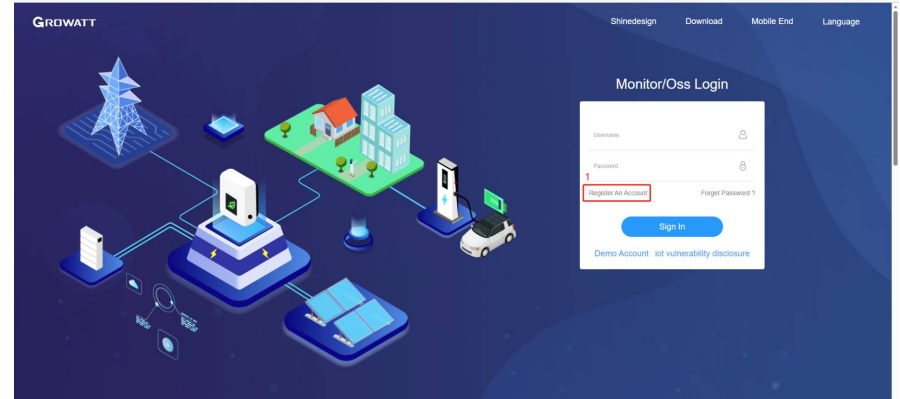 GROWATT
Shinedesign Download Mobile End Language
Monitor/Oss Login
Username
Password
1
Register An Account Forget Password ?
Sign In
Demo Account Iot vulnerability disclosure